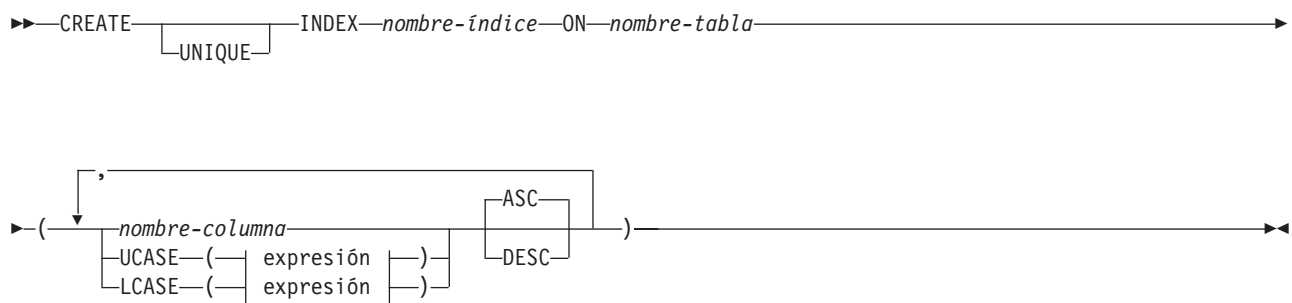 CREATE INDEX nombre-índice ON nombre-tabla
UNIQUE
,
ASC
( nombre-columna )
DESC
UCASE ( expresión )
LCASE ( expresión )